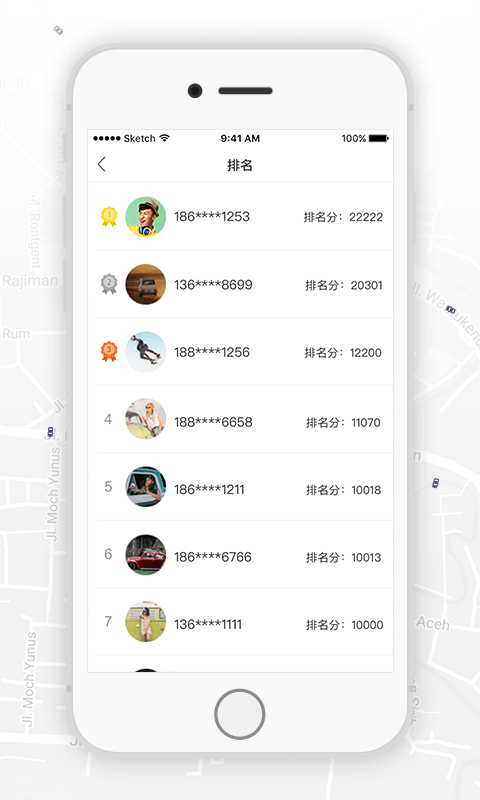 Sketch 9:41 AM 100%
排名
1 186****1253 排名分：22222
2 136****8699 排名分：20301
3 188****1256 排名分：12200
4 188****6658 排名分：11070
5 186****1211 排名分：10018
6 186****6766 排名分：10013
7 136****1111 排名分：10000
Jl. Rontgent
Rajiman
Rum
Jl. Moch Yunus
Jl. Moch Yunus
Aceh